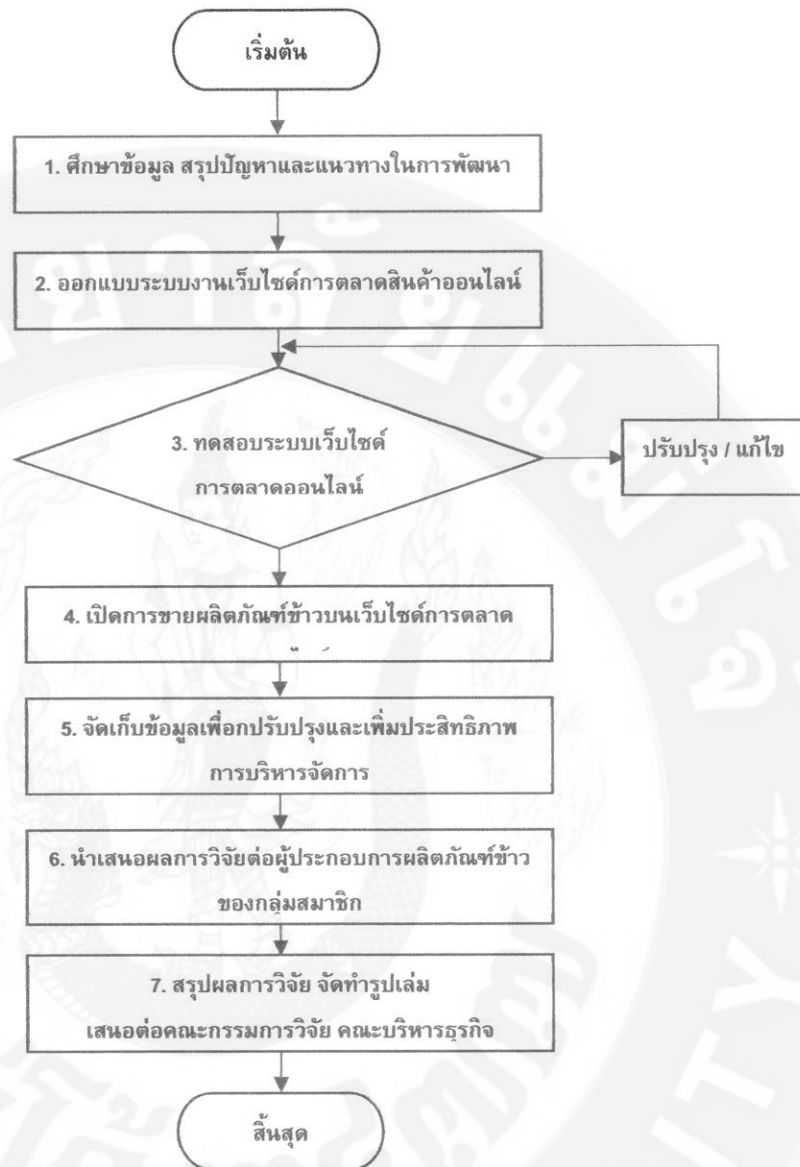 เริ่มต้น
1. ศึกษาข้อมูล สรุปปัญหาและแนวทางในการพัฒนา
2. ออกแบบระบบงานเว็บไซด์การตลาดสินค้าออนไลน์
3. ทดสอบระบบเว็บไซด์
การตลาดออนไลน์
ปรับปรุง / แก้ไข
4. เปิดการขายผลิตภัณฑ์ข้าวบนเว็บไซด์การตลาด
5. จัดเก็บข้อมูลเพื่อกปรับปรุงและเพิ่มประสิทธิภาพ
การบริหารจัดการ
6. นำเสนอผลการวิจัยต่อผู้ประกอบการผลิตภัณฑ์ข้าว
ของกลุ่มสมาชิก
7. สรุปผลการวิจัย จัดทำรูปเล่ม
เสนอต่อคณะกรรมการวิจัย คณะบริหารธุรกิจ
สิ้นสุด